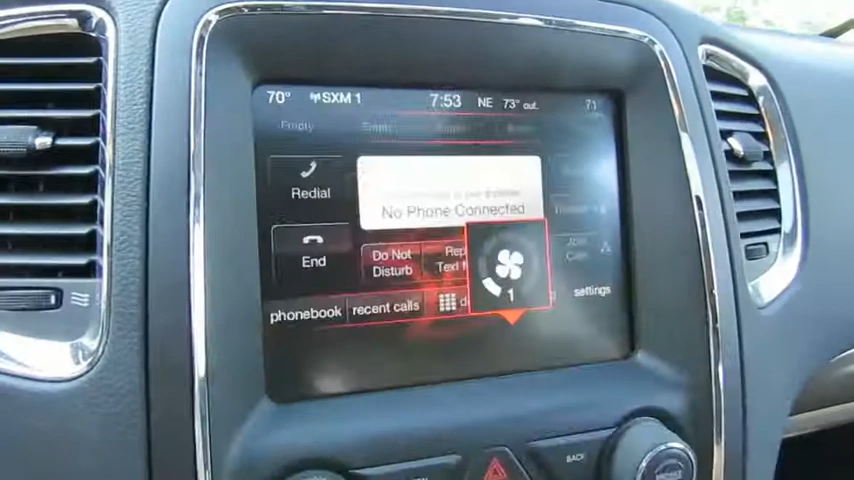 70° SXM 1 7:53 NE 73° out 71
Empty Empty
Redial
No Phone Connected
End
Do Not
Disturb
Text
1
settings
phonebook recent calls
BACK